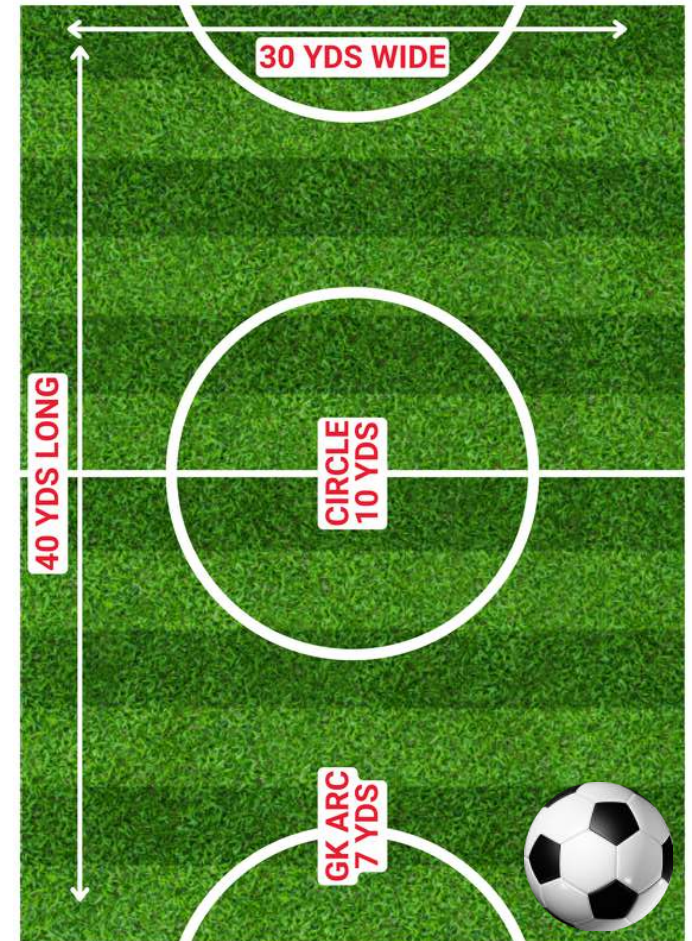 30 YDS WIDE
40 YDS LONG
CIRCLE
10 YDS
GK ARC
7 YDS